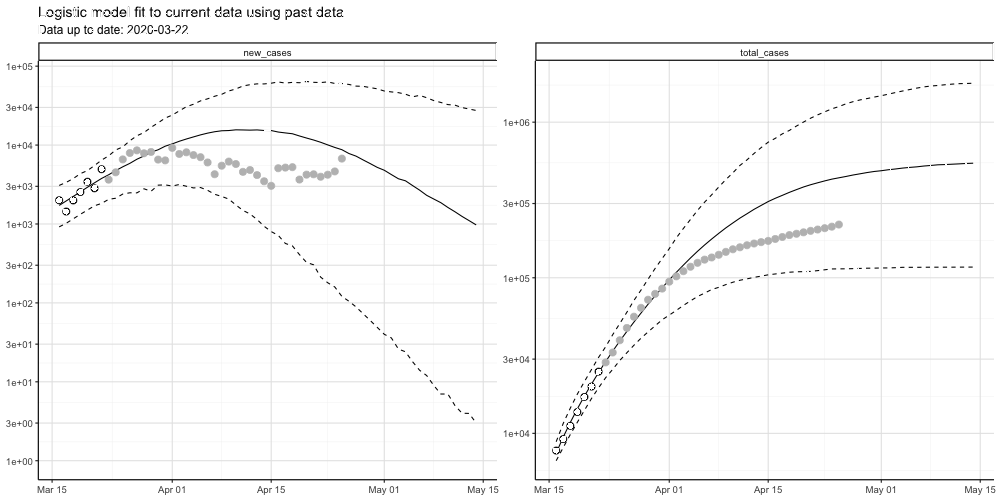 Logistic model fit to current data using past data
Data up to date: 2020-03-22
new_cases
total_cases
1e+05
3e+04
1e+04
3e+03
1e+03
3e+02
1e+02
3e+01
1e+01
3e+00
1e+00
1e+06
3e+05
1e+05
3e+04
1e+04
Mar 15
Apr 01
Apr 15
May 01
May 15
Mar 15
Apr 01
Apr 15
May 01
May 15